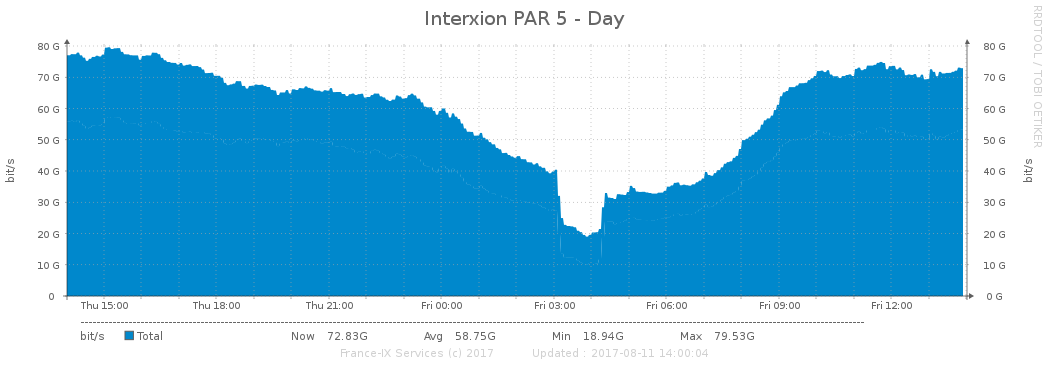 Interxion PAR 5 - Day
RRDTOOL / TOBI OETIKER
80 G 80 G
70 G 70 G
60 G 60 G
50 G 50 G
40 G 40 G
30 G 30 G
20 G 20 G
10 G 10 G
0 0 G
bit/s
bit/s
Thu 15:00 Thu 18:00 Thu 21:00 Fri 00:00 Fri 03:00 Fri 06:00 Fri 09:00 Fri 12:00
bit/s Total Now 72.83G Avg 58.75G Min 18.94G Max 79.53G
France-IX Services (c) 2017 Updated : 2017-08-11 14:00:04